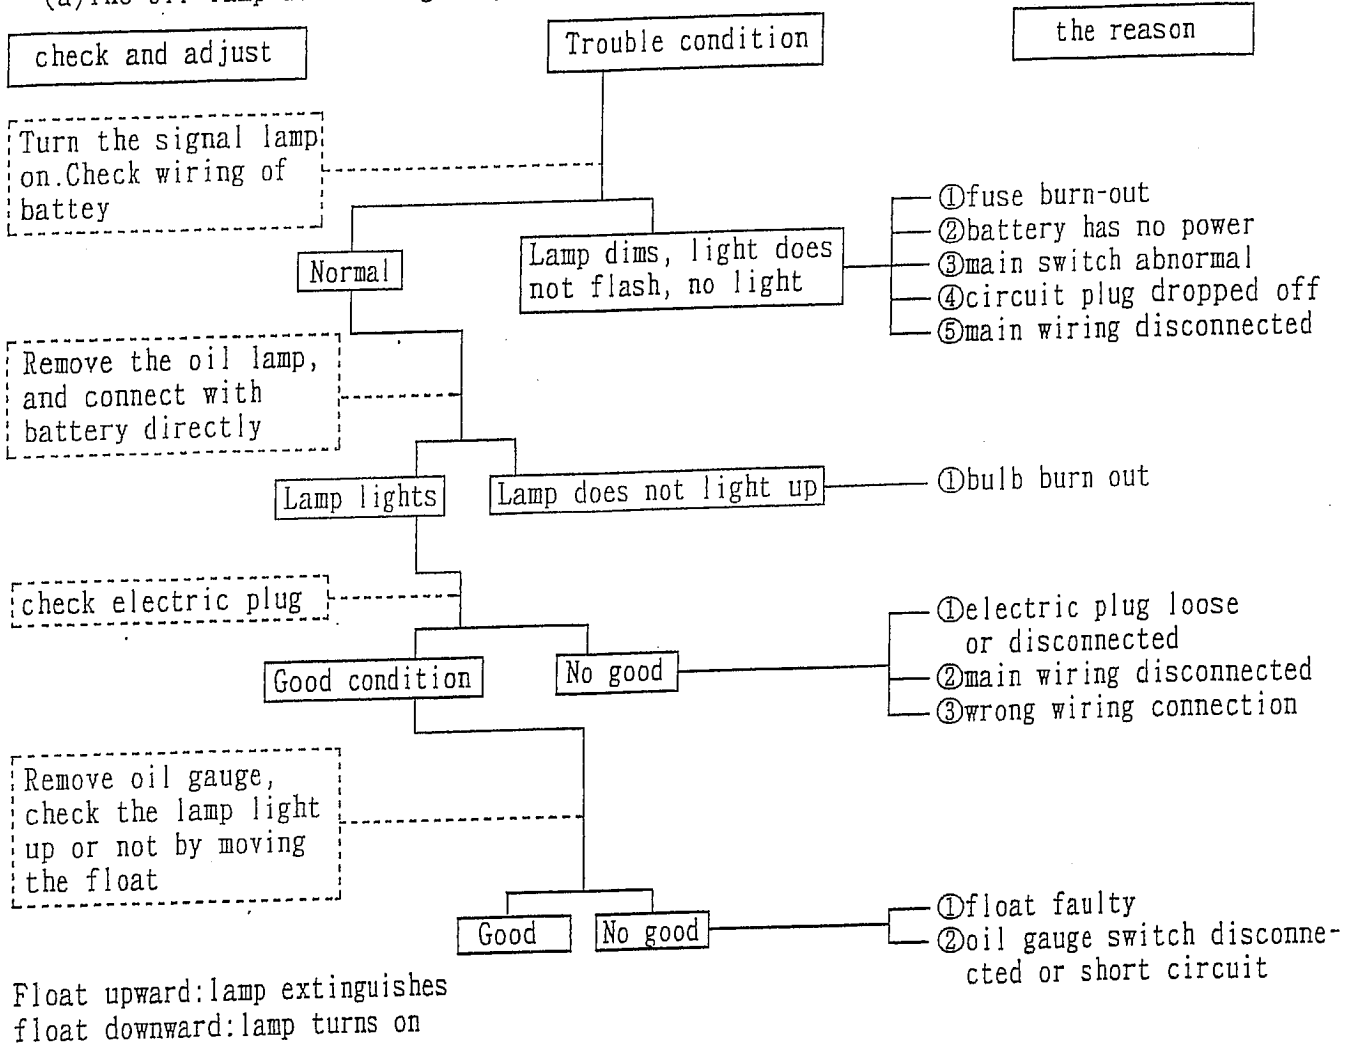 check and adjust
Trouble condition
the reason
Turn the signal lamp
on.Check wiring of
battey
①fuse burn-out
②battery has no power
③main switch abnormal
④circuit plug dropped off
⑤main wiring disconnected
Normal
Lamp dims, light does
not flash, no light
Remove the oil lamp,
and connect with
battery directly
Lamp lights
Lamp does not light up
①bulb burn out
check electric plug
①electric plug loose
or disconnected
②main wiring disconnected
③wrong wiring connection
Good condition
No good
Remove oil gauge,
check the lamp light
up or not by moving
the float
Good
No good
①float faulty
②oil gauge switch disconne-
cted or short circuit
Float upward:lamp extinguishes
float downward:lamp turns on